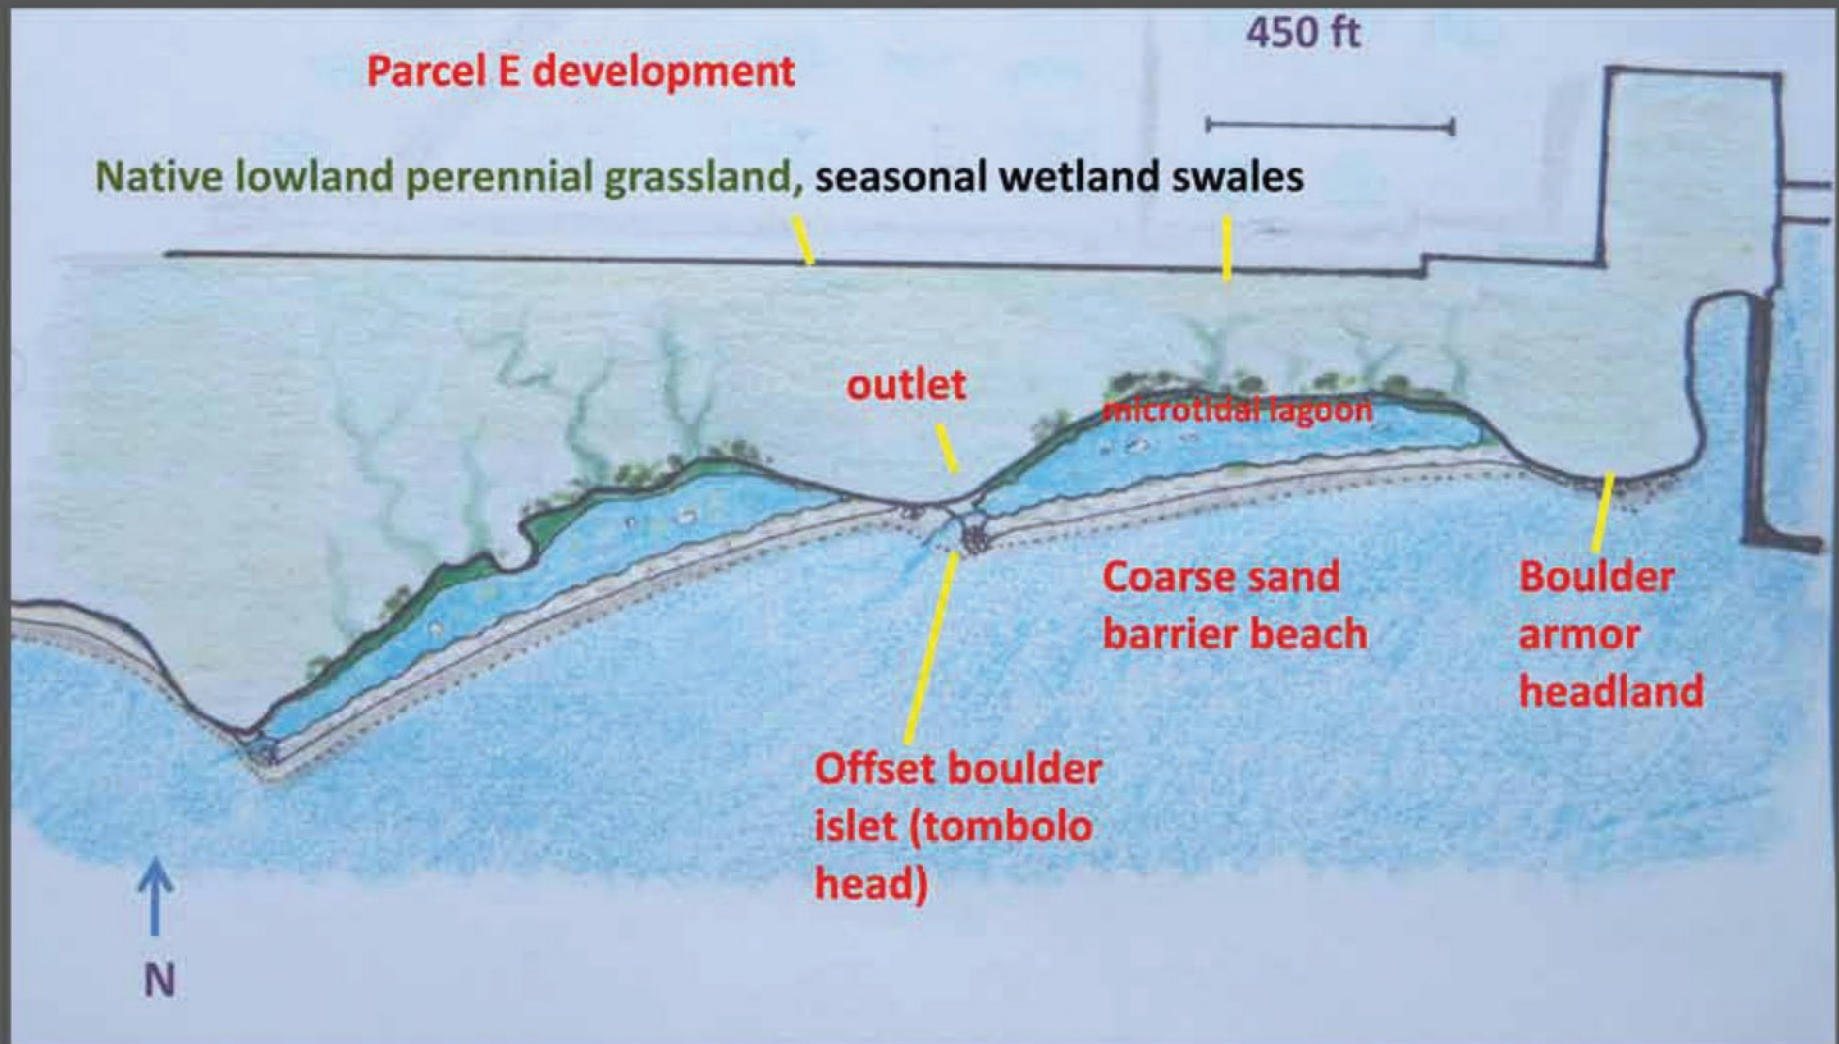 450 ft
Parcel E development
Native lowland perennial grassland, seasonal wetland swales
outlet
microtidal lagoon
Coarse sand
barrier beach
Boulder
armor
headland
Offset boulder
islet (tombolo
head)
N